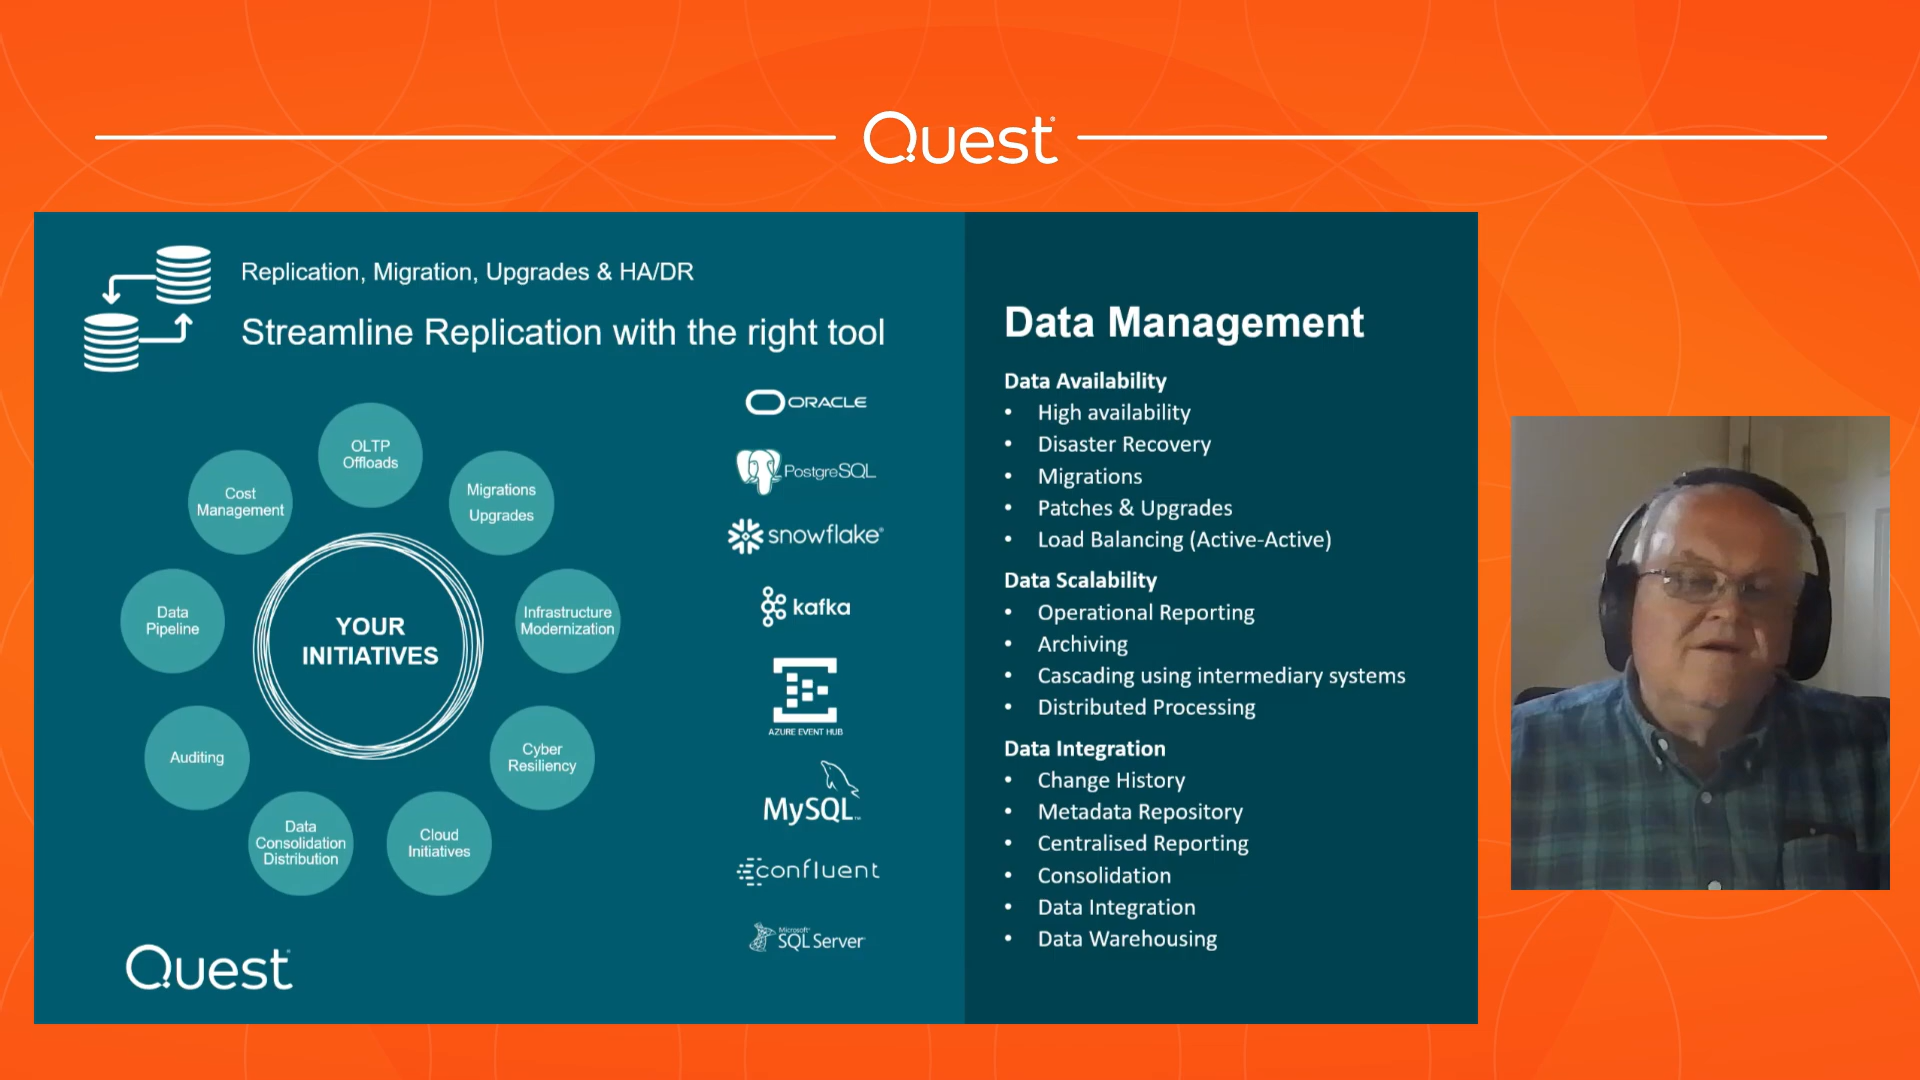 Quest
Replication, Migration, Upgrades & HA/DR
Streamline Replication with the right tool
OLTP
Offloads
Migrations
Upgrades
Infrastructure
Modernization
Cyber
Resiliency
Cloud
Initiatives
Data
Consolidation
Distribution
Auditing
Data
Pipeline
Cost
Management
YOUR
INITIATIVES
ORACLE
PostgreSQL
snowflake®
kafka
AZURE EVENT HUB
MySQL™
confluent
Microsoft®
SQL Server
Quest
Data Management
Data Availability
• High availability
• Disaster Recovery
• Migrations
• Patches & Upgrades
• Load Balancing (Active-Active)
Data Scalability
• Operational Reporting
• Archiving
• Cascading using intermediary systems
• Distributed Processing
Data Integration
• Change History
• Metadata Repository
• Centralised Reporting
• Consolidation
• Data Integration
• Data Warehousing